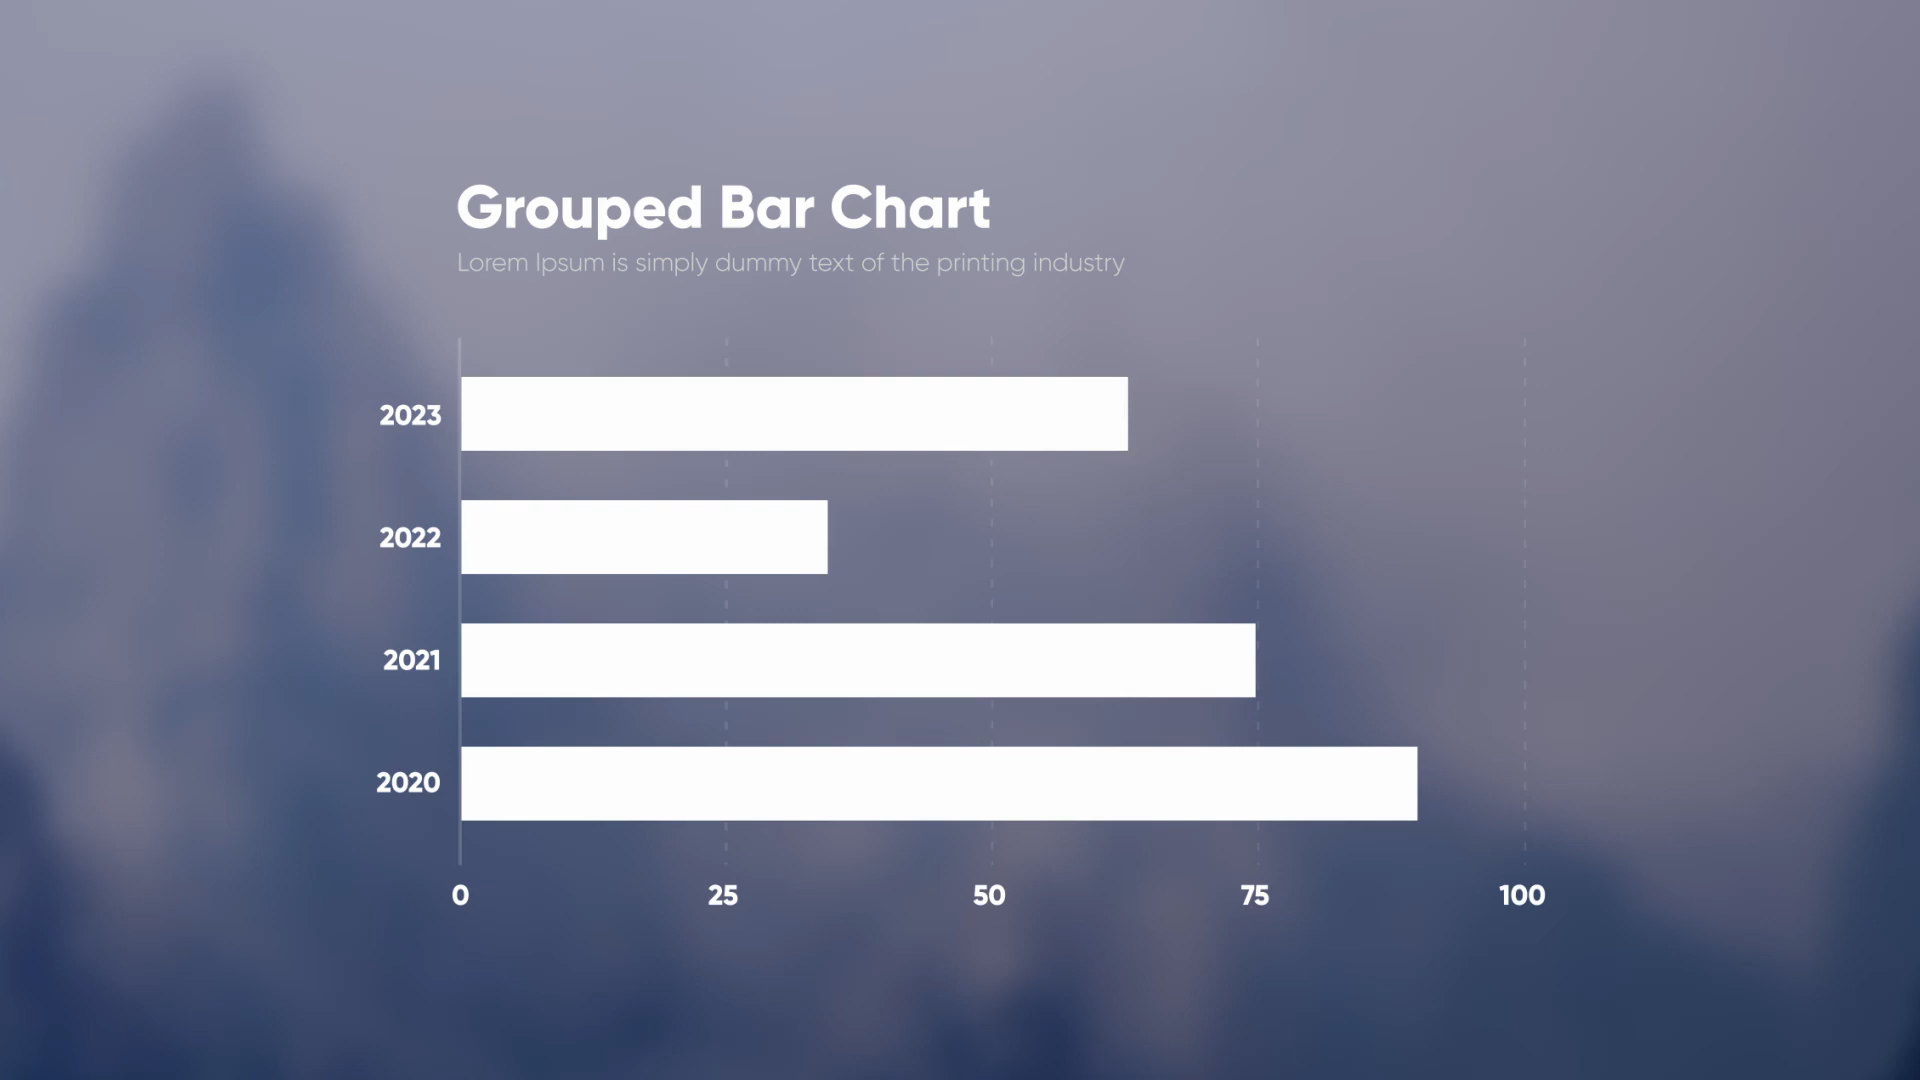 Grouped Bar Chart
Lorem Ipsum is simply dummy text of the printing industry
2023
2022
2021
2020
0 25 50 75 100